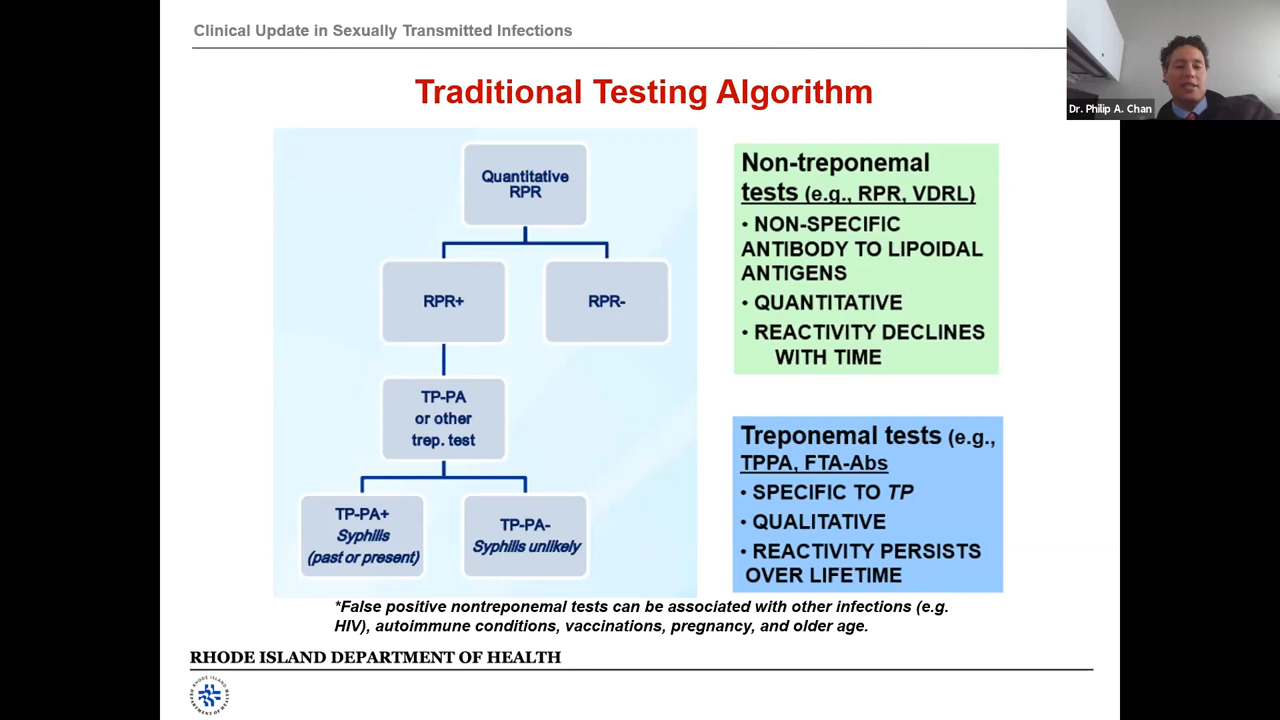 Clinical Update in Sexually Transmitted Infections
Dr. Philip A. Chan
Traditional Testing Algorithm
Quantitative
RPR
RPR+
RPR-
TP-PA
or other
trep. test
TP-PA+
Syphilis
(past or present)
TP-PA-
Syphilis unlikely
Non-treponemal
tests (e.g., RPR, VDRL)
• NON-SPECIFIC
ANTIBODY TO LIPOIDAL
ANTIGENS
• QUANTITATIVE
• REACTIVITY DECLINES
WITH TIME
Treponemal tests (e.g.,
TPPA, FTA-Abs
• SPECIFIC TO TP
• QUALITATIVE
• REACTIVITY PERSISTS
OVER LIFETIME
*False positive nontreponemal tests can be associated with other infections (e.g.
HIV), autoimmune conditions, vaccinations, pregnancy, and older age.
RHODE ISLAND DEPARTMENT OF HEALTH